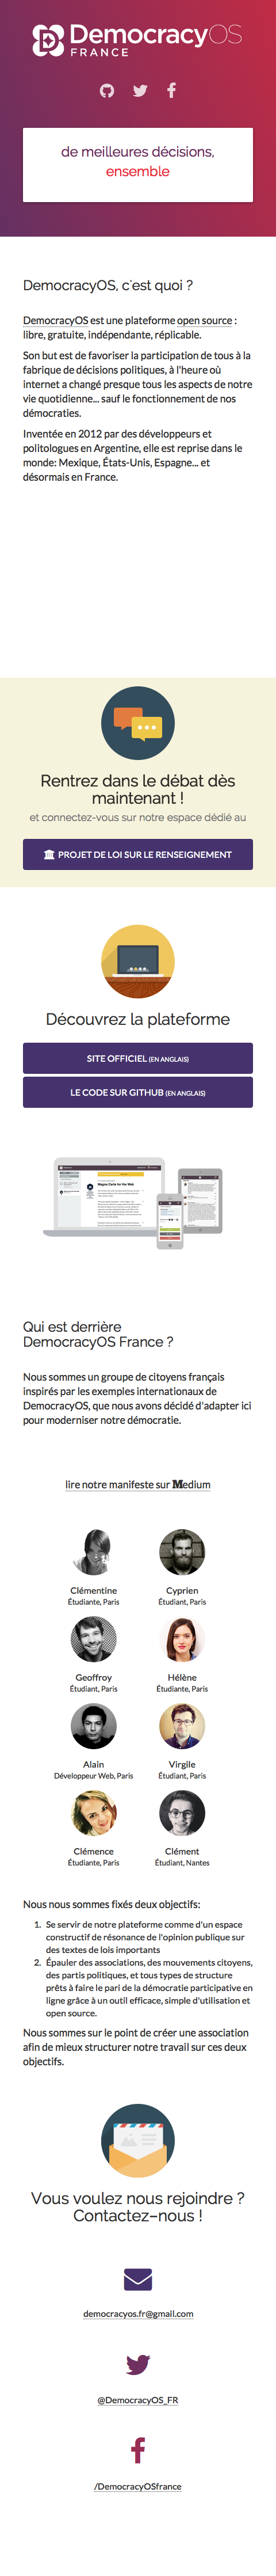 DemocracyOS
FRANCE
de meilleures décisions,
ensemble
DemocracyOS, c'est quoi ?
DemocracyOS est une plateforme open source :
libre, gratuite, indépendante, réplicable.
Son but est de favoriser la participation de tous à la
fabrique de décisions politiques, à l'heure où
internet a changé presque tous les aspects de notre
vie quotidienne... sauf le fonctionnement de nos
démocraties.
Inventée en 2012 par des développeurs et
politologues en Argentine, elle est reprise dans le
monde: Mexique, États-Unis, Espagne... et
désormais en France.
Rentrez dans le débat dès
maintenant !
et connectez-vous sur notre espace dédié au
PROJET DE LOI SUR LE RENSEIGNEMENT
Découvrez la plateforme
SITE OFFICIEL (EN ANGLAIS)
LE CODE SUR GITHUB (EN ANGLAIS)
Magna Carta for the Web
Qui est derrière
DemocracyOS France ?
Nous sommes un groupe de citoyens français
inspirés par les exemples internationaux de
DemocracyOS, que nous avons décidé d'adapter ici
pour moderniser notre démocratie.
lire notre manifeste sur Medium
Clémentine
Étudiante, Paris
Cyprien
Étudiant, Paris
Geoffroy
Étudiant, Paris
Hélène
Étudiante, Paris
Alain
Développeur Web, Paris
Virgile
Étudiant, Paris
Clémence
Étudiante, Paris
Clément
Étudiant, Nantes
Nous nous sommes fixés deux objectifs:
1. Se servir de notre plateforme comme d'un espace
constructif de résonance de l'opinion publique sur
des textes de lois importants
2. Épauler des associations, des mouvements citoyens,
des partis politiques, et tous types de structure
prêts à faire le pari de la démocratie participative en
ligne grâce à un outil efficace, simple d'utilisation et
open source.
Nous sommes sur le point de créer une association
afin de mieux structurer notre travail sur ces deux
objectifs.
Vous voulez nous rejoindre ?
Contactez-nous !
democracyos.fr@gmail.com
@DemocracyOS_FR
/DemocracyOSfrance